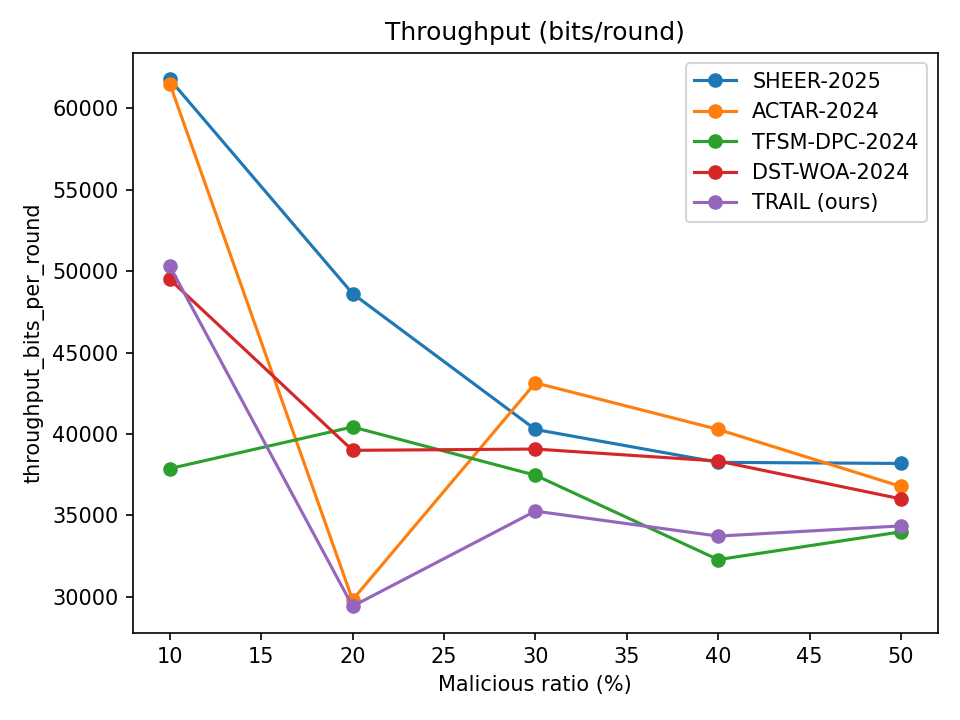 Throughput (bits/round)
throughput_bits_per_round
60000
55000
50000
45000
40000
35000
30000
SHEER-2025
ACTAR-2024
TFSM-DPC-2024
DST-WOA-2024
TRAIL (ours)
10 15 20 25 30 35 40 45 50
Malicious ratio (%)